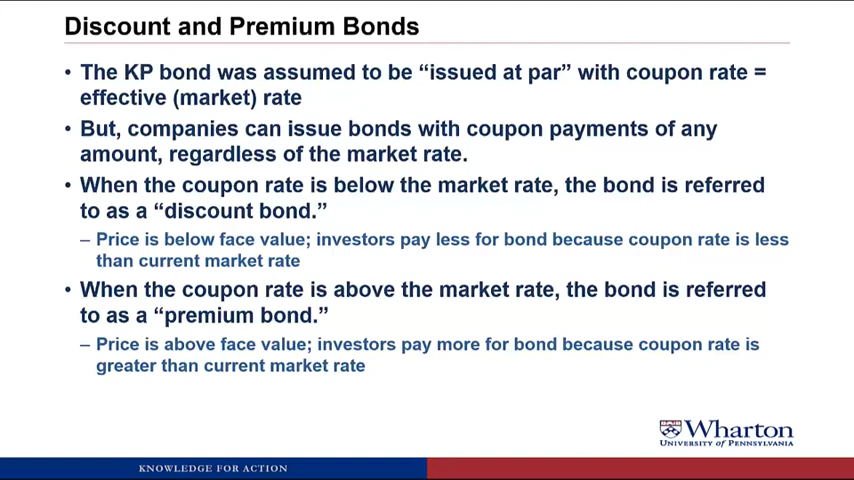 Discount and Premium Bonds
• The KP bond was assumed to be “issued at par” with coupon rate =
effective (market) rate
• But, companies can issue bonds with coupon payments of any
amount, regardless of the market rate.
• When the coupon rate is below the market rate, the bond is referred
to as a “discount bond.”
– Price is below face value; investors pay less for bond because coupon rate is less
than current market rate
• When the coupon rate is above the market rate, the bond is referred
to as a “premium bond.”
– Price is above face value; investors pay more for bond because coupon rate is
greater than current market rate
Wharton
UNIVERSITY of PENNSYLVANIA
KNOWLEDGE FOR ACTION